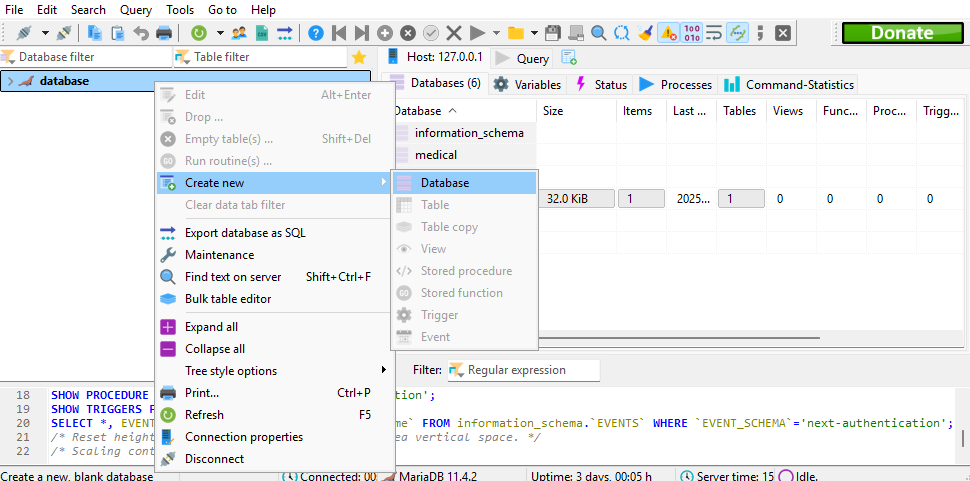 File Edit Search Query Tools Go to Help
Donate
Database filter Table filter
Host: 127.0.0.1 Query
database
Databases (6) Variables Status Processes Command-Statistics
Database Size Items Last ... Tables Views Func... Proc... Trigg...
information_schema
medical
32.0 KiB 1 2025... 1 0 0 0 0
Edit Alt+Enter
Drop ...
Empty table(s) ... Shift+Del
Run routine(s) ...
Create new
Clear data tab filter
Export database as SQL
Maintenance
Find text on server Shift+Ctrl+F
Bulk table editor
Expand all
Collapse all
Tree style options
Print... Ctrl+P
Refresh F5
Connection properties
Disconnect
Database
Table
Table copy
View
Stored procedure
Stored function
Trigger
Event
Filter: Regular expression
18 SHOW PROCEDURE tion';
19 SHOW TRIGGERS F
20 SELECT *, EVENT me` FROM information_schema.`EVENTS` WHERE `EVENT_SCHEMA`='next-authentication';
21 /* Reset height ea vertical space. */
22 /* Scaling cont
Create a new, blank database Connected: 00: MariaDB 11.4.2 Uptime: 3 days, 00:05 h Server time: 15 Idle.